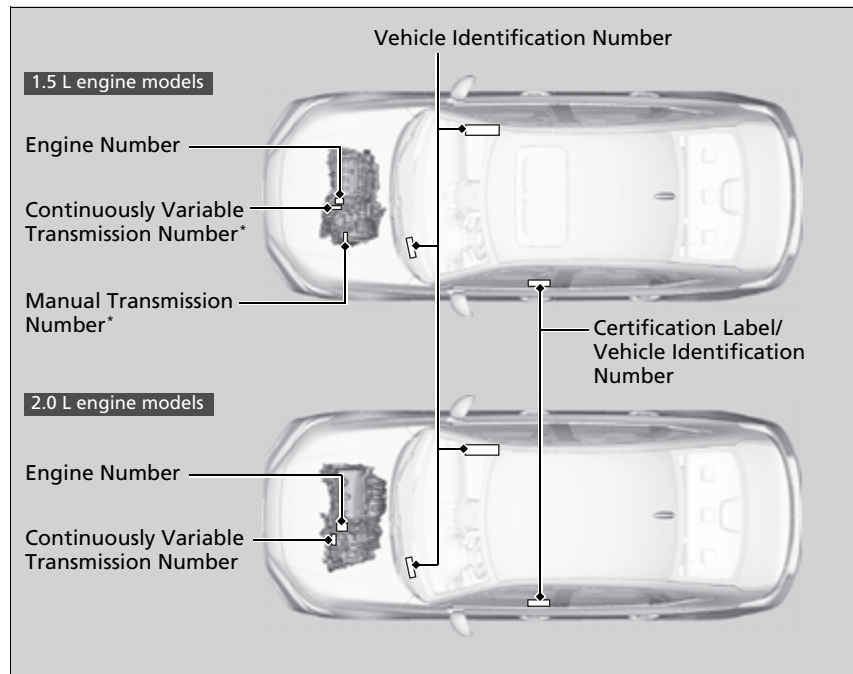 Vehicle Identification Number
1.5 L engine models
Engine Number
Continuously Variable
Transmission Number*
Manual Transmission
Number*
Certification Label/
Vehicle Identification
Number
2.0 L engine models
Engine Number
Continuously Variable
Transmission Number